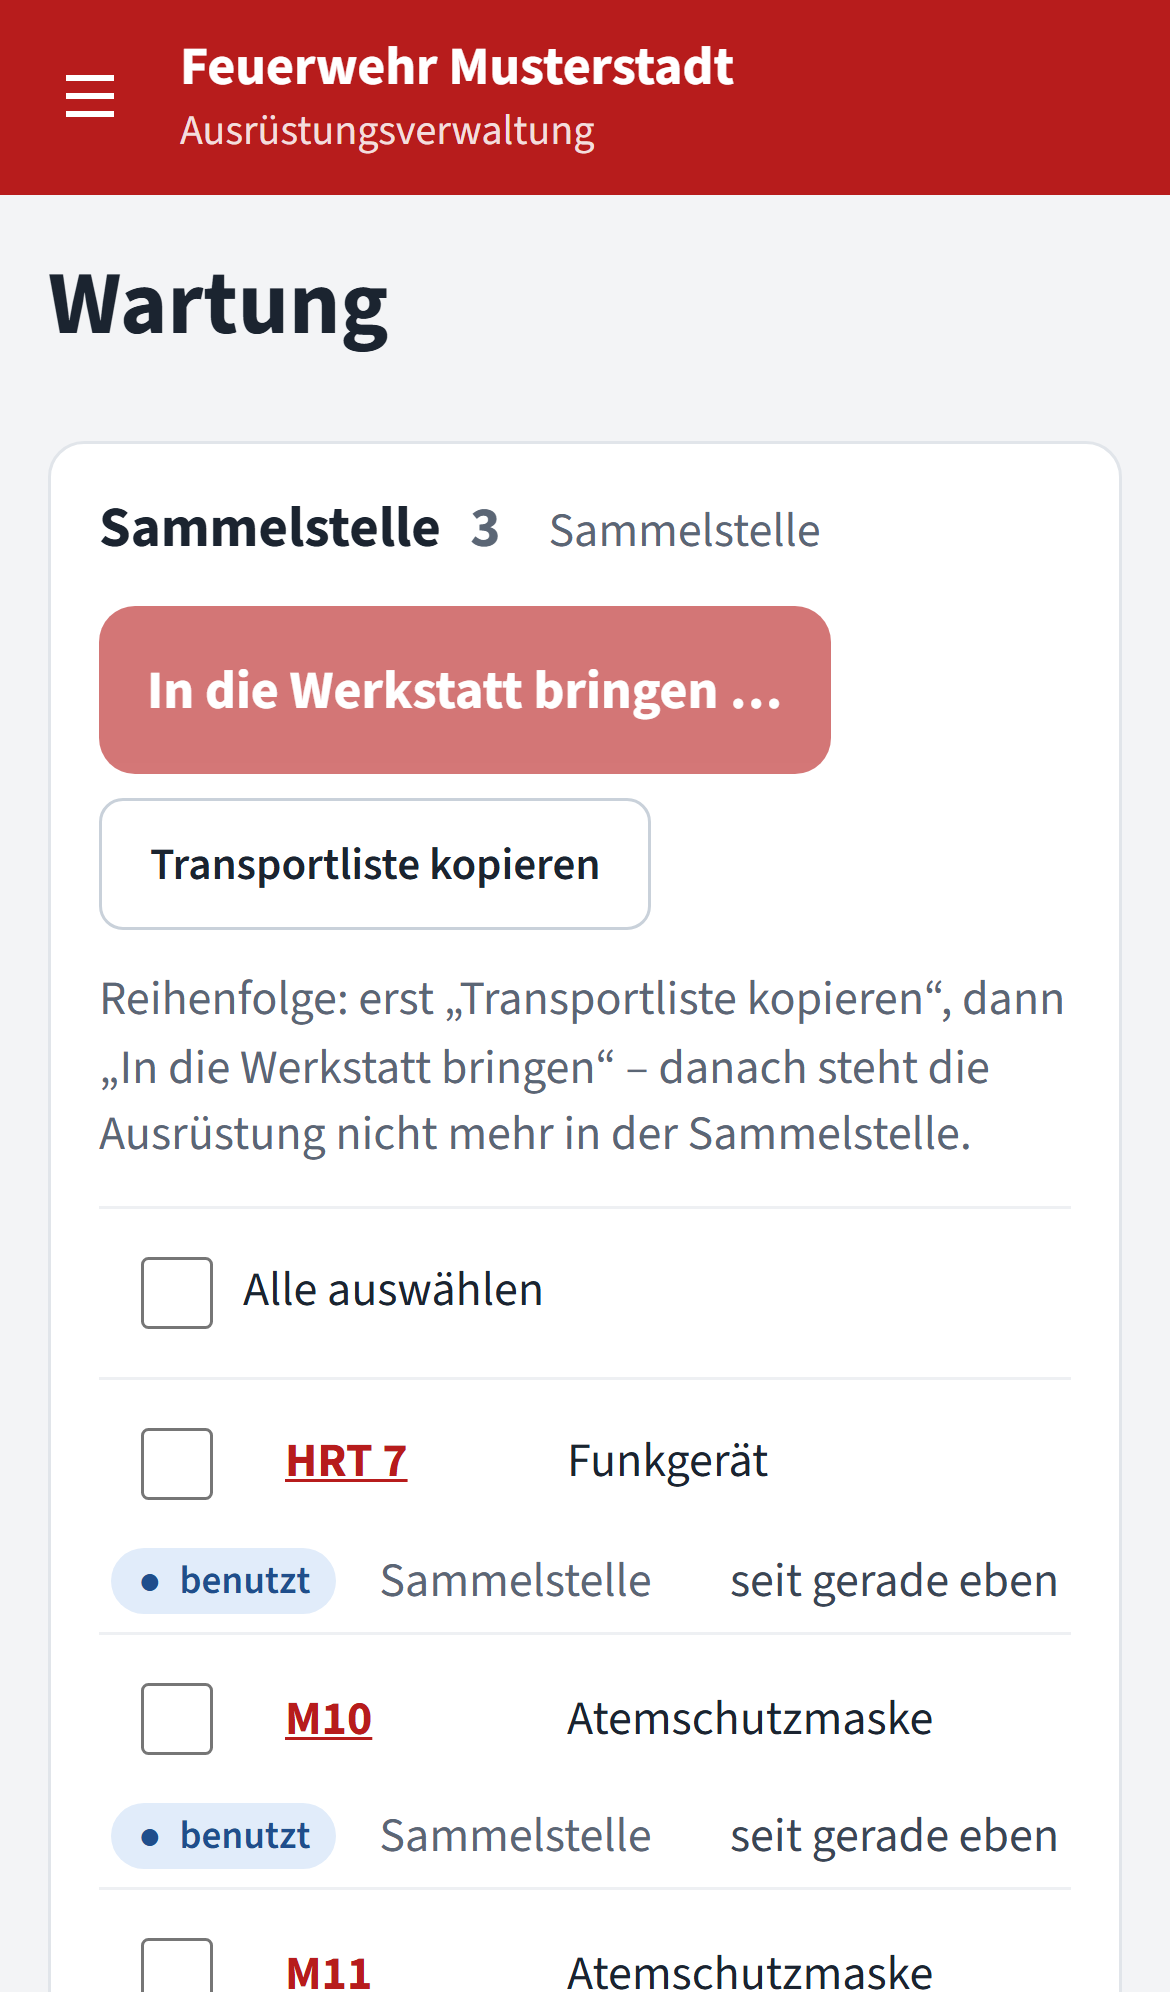 Feuerwehr Musterstadt
Ausrüstungsverwaltung
Wartung
Sammelstelle 3 Sammelstelle
In die Werkstatt bringen …
Transportliste kopieren
Reihenfolge: erst „Transportliste kopieren“, dann
„In die Werkstatt bringen“ – danach steht die
Ausrüstung nicht mehr in der Sammelstelle.
Alle auswählen
HRT 7 Funkgerät
● benutzt Sammelstelle seit gerade eben
M10 Atemschutzmaske
● benutzt Sammelstelle seit gerade eben
M11 Atemschutzmaske